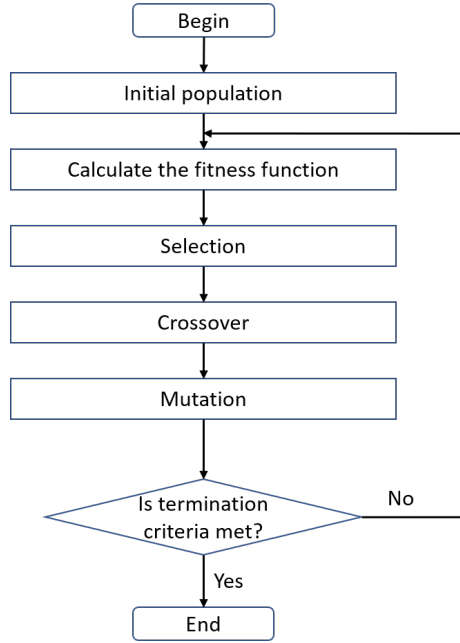 Begin
Initial population
Calculate the fitness function
Selection
Crossover
Mutation
Is termination
criteria met?
No
Yes
End